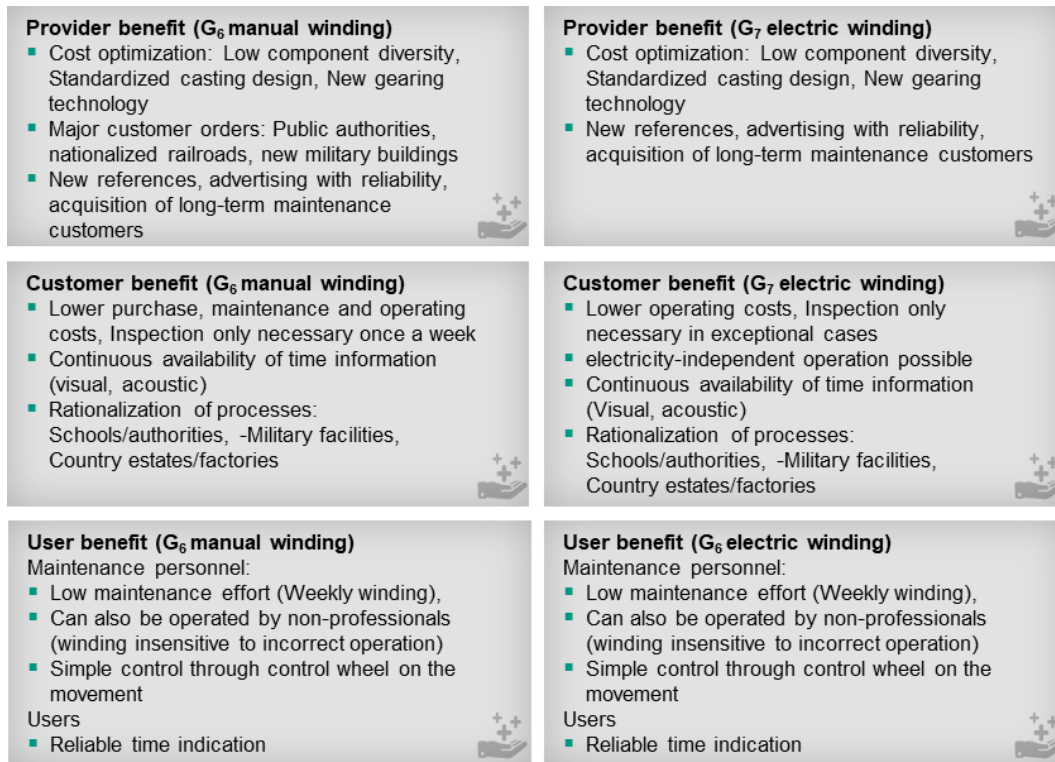 Provider benefit (G6 manual winding)
▪ Cost optimization: Low component diversity,
Standardized casting design, New gearing
technology
▪ Major customer orders: Public authorities,
nationalized railroads, new military buildings
▪ New references, advertising with reliability,
acquisition of long-term maintenance
customers
Provider benefit (G7 electric winding)
▪ Cost optimization: Low component diversity,
Standardized casting design, New gearing
technology
▪ New references, advertising with reliability,
acquisition of long-term maintenance customers
Customer benefit (G6 manual winding)
▪ Lower purchase, maintenance and operating
costs, Inspection only necessary once a week
▪ Continuous availability of time information
(visual, acoustic)
▪ Rationalization of processes:
Schools/authorities, -Military facilities,
Country estates/factories
Customer benefit (G7 electric winding)
▪ Lower operating costs, Inspection only
necessary in exceptional cases
▪ electricity-independent operation possible
▪ Continuous availability of time information
(Visual, acoustic)
▪ Rationalization of processes:
Schools/authorities, -Military facilities,
Country estates/factories
User benefit (G6 manual winding)
Maintenance personnel:
▪ Low maintenance effort (Weekly winding),
▪ Can also be operated by non-professionals
(winding insensitive to incorrect operation)
▪ Simple control through control wheel on the
movement
Users
▪ Reliable time indication
User benefit (G6 electric winding)
Maintenance personnel:
▪ Low maintenance effort (Weekly winding),
▪ Can also be operated by non-professionals
(winding insensitive to incorrect operation)
▪ Simple control through control wheel on the
movement
Users
▪ Reliable time indication